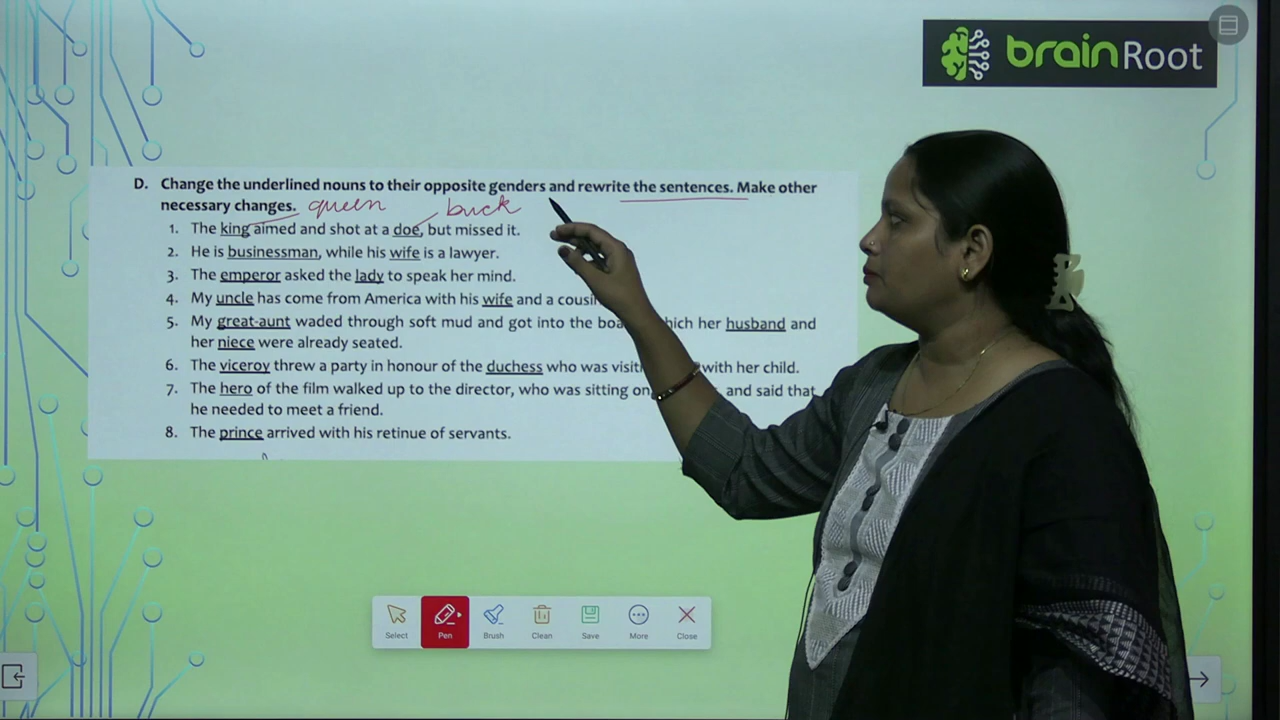 brainRoot
D. Change the underlined nouns to their opposite genders and rewrite the sentences. Make other
necessary changes. queen buck
1. The king aimed and shot at a doe, but missed it.
2. He is businessman, while his wife is a lawyer.
3. The emperor asked the lady to speak her mind.
4. My uncle has come from America with his wife and a
5. My great-aunt waded through soft mud and got into the her husband and
her niece were already seated.
6. The viceroy threw a party in honour of the duchess who was with her child.
7. The hero of the film walked up to the director, who was sitting on and said that
he needed to meet a friend.
8. The prince arrived with his retinue of servants.
Select Pen Brush Clean Save More Close